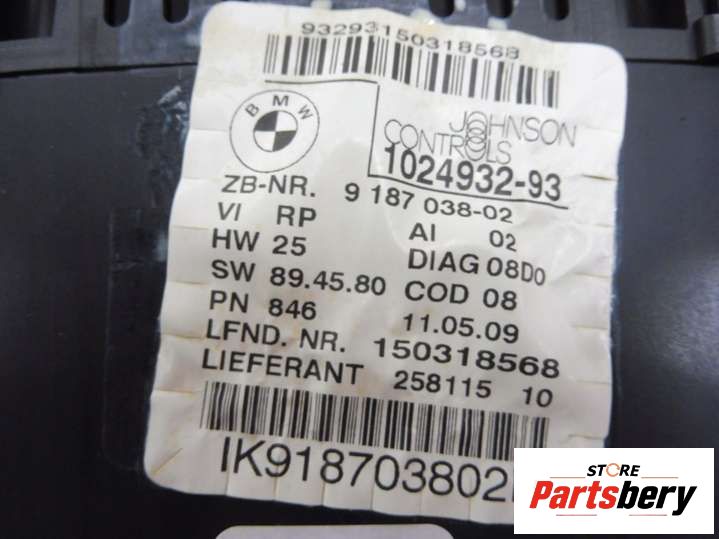 93293150318568
BMW
JOHNSON
CONTROLS
1024932-93
ZB-NR. 9 187 038-02
VI RP AI 02
HW 25 DIAG 08D0
SW 89.45.80 COD 08
PN 846 11.05.09
LFND. NR. 150318568
LIEFERANT 258115 10
IK918703802
STORE
Partsbery